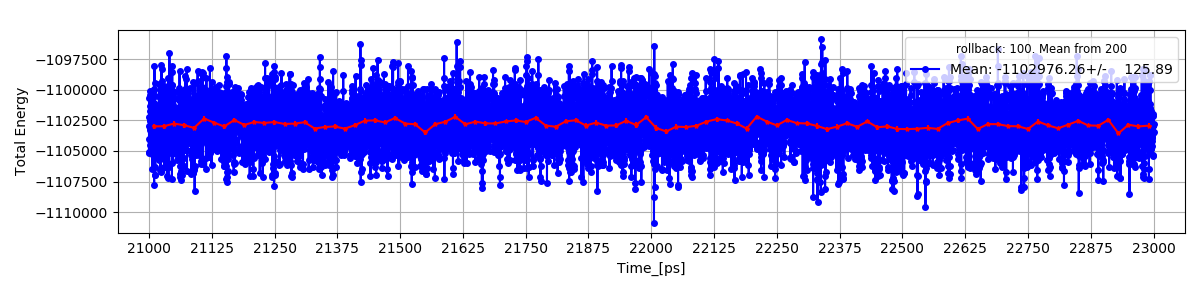 rollback: 100. Mean from 200
Mean: -1102976.26+/-    125.89
−1097500
−1100000
−1102500
−1105000
−1107500
−1110000
Total Energy
21000 21125 21250 21375 21500 21625 21750 21875 22000 22125 22250 22375 22500 22625 22750 22875 23000
Time_[ps]